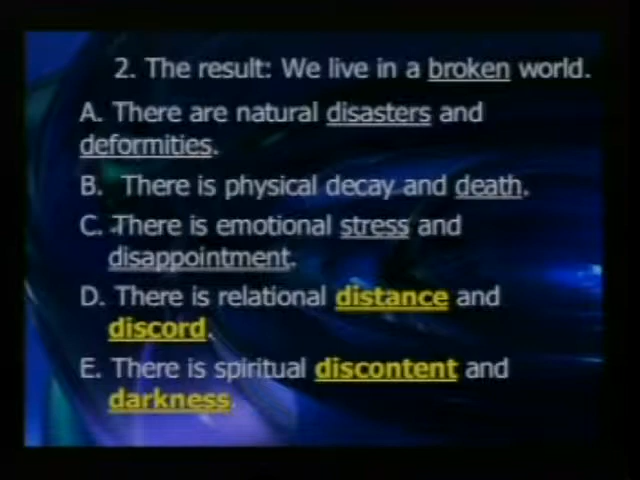 2. The result: We live in a broken world.
A. There are natural disasters and
deformities.
B. There is physical decay and death.
C. There is emotional stress and
disappointment.
D. There is relational distance and
discord.
E. There is spiritual discontent and
darkness.